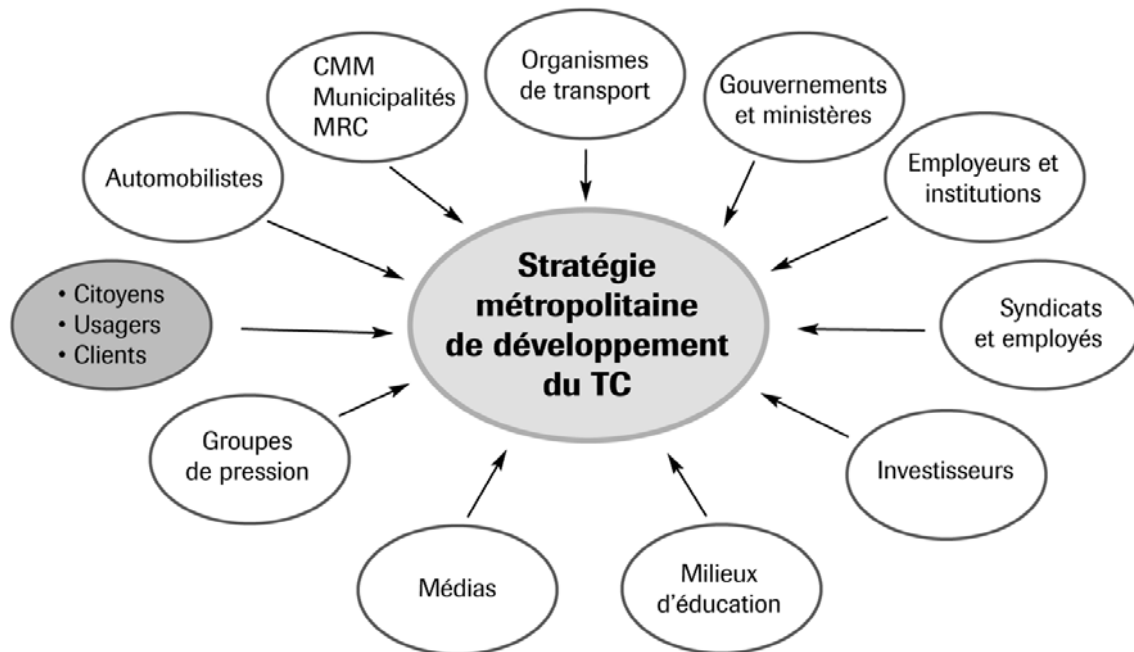 CMM
Municipalités
MRC
Organismes
de transport
Gouvernements
et ministères
Automobilistes
Employeurs et
institutions
Stratégie
métropolitaine
de développement
du TC
• Citoyens
• Usagers
• Clients
Syndicats
et employés
Groupes
de pression
Investisseurs
Médias
Milieux
d'éducation